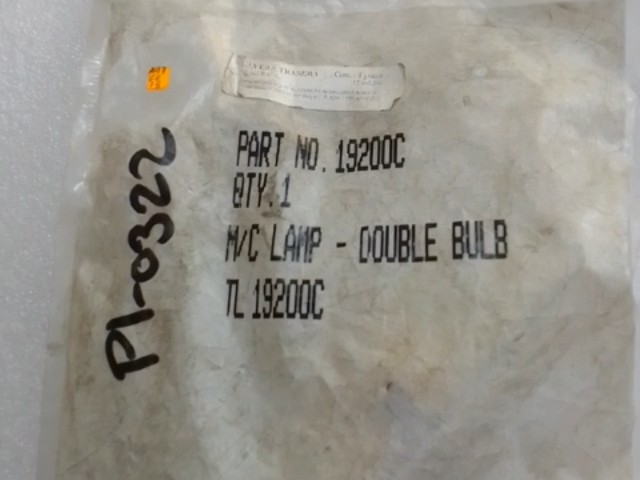 PART NO. 19200C
QTY. 1
M/C LAMP - DOUBLE BULB
TL 19200C
P1-0322